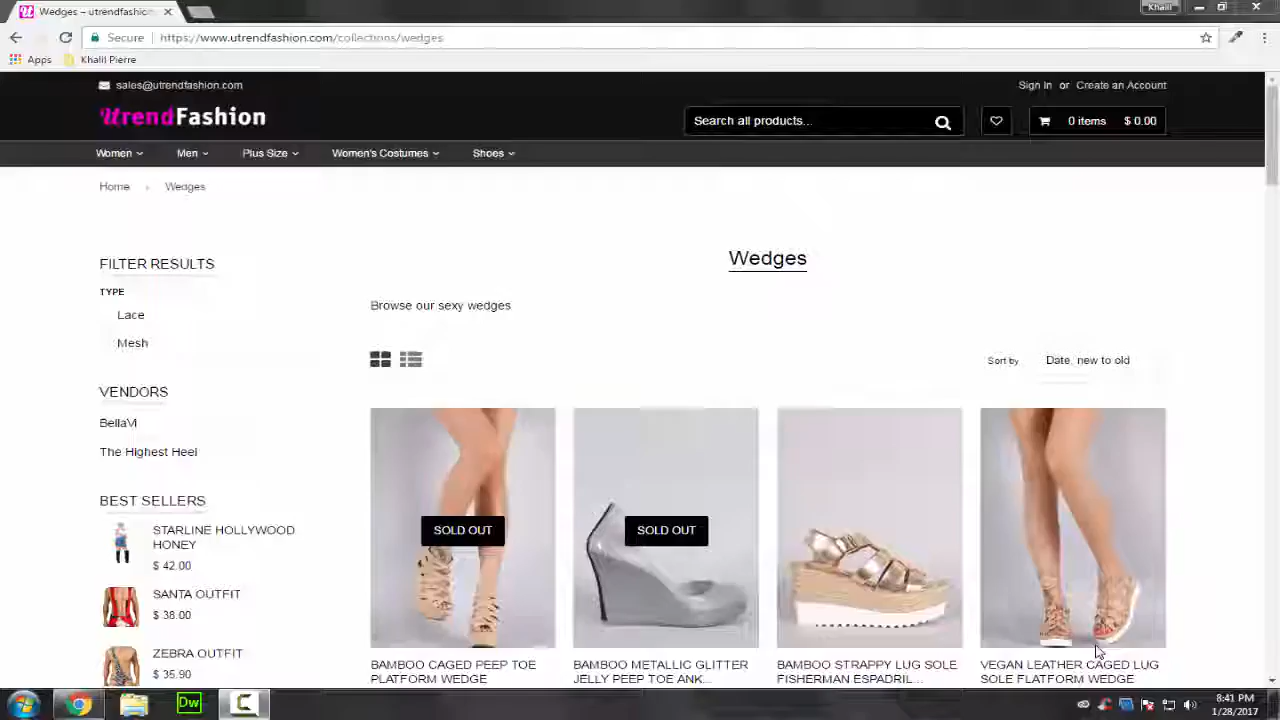 Wedges – utrendfashion
Khalil
Secure
https://www.utrendfashion.com/collections/wedges
Apps
Khalil Pierre
sales@utrendfashion.com
Sign In or Create an Account
UtrendFashion
Search all products...
0 items $ 0.00
Women
Men
Plus Size
Women's Costumes
Shoes
Home › Wedges
FILTER RESULTS
TYPE
Lace
Mesh
VENDORS
BellaVi
The Highest Heel
BEST SELLERS
STARLINE HOLLYWOOD
HONEY
$ 42.00
SANTA OUTFIT
$ 38.00
ZEBRA OUTFIT
$ 35.90
Wedges
Browse our sexy wedges
Sort by
Date, new to old
SOLD OUT
SOLD OUT
BAMBOO CAGED PEEP TOE
PLATFORM WEDGE
BAMBOO METALLIC GLITTER
JELLY PEEP TOE ANK...
BAMBOO STRAPPY LUG SOLE
FISHERMAN ESPADRIL...
VEGAN LEATHER CAGED LUG
SOLE FLATFORM WEDGE
Dw
8:41 PM
1/28/2017